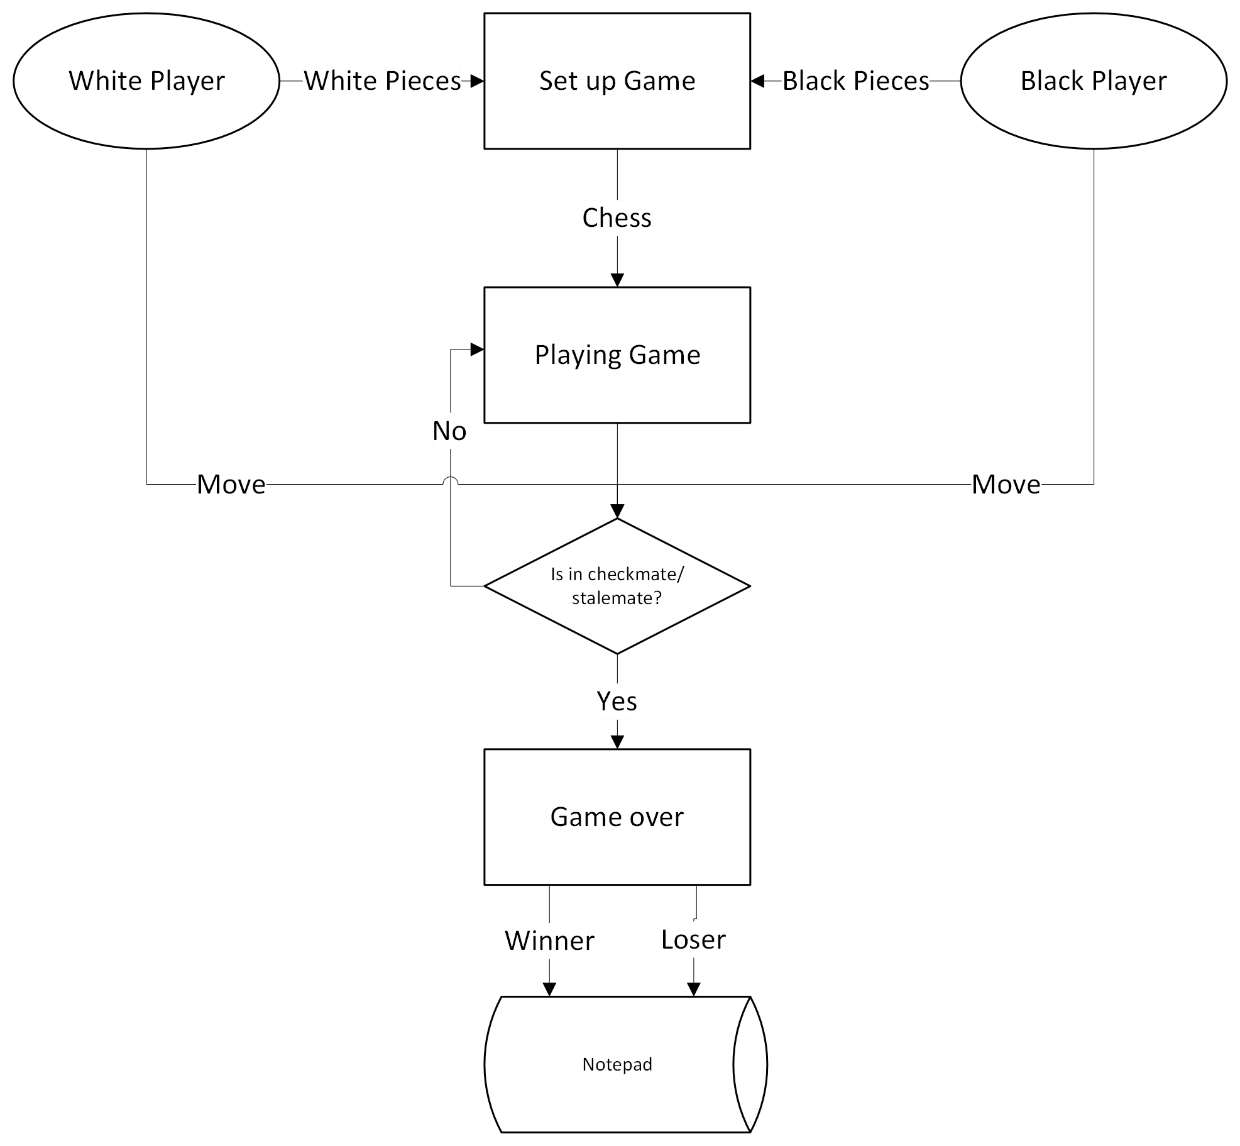 White Player
White Pieces
Set up Game
Black Pieces
Black Player
Chess
Playing Game
No
Move
Move
Is in checkmate/
stalemate?
Yes
Game over
Winner
Loser
Notepad